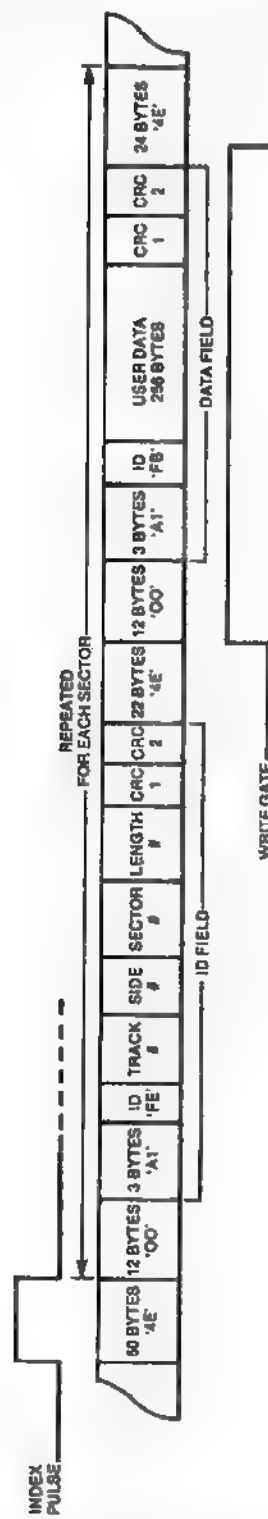 INDEX
PULSE
REPEATED
FOR EACH SECTOR
60 BYTES
'4E'
12 BYTES
'00'
3 BYTES
'A1'
ID
'FE'
TRACK
#
SIDE
#
SECTOR
#
LENGTH
#
CRC
1
CRC
2
22 BYTES
'4E'
12 BYTES
'00'
3 BYTES
'A1'
ID
'FB'
USER DATA
256 BYTES
CRC
1
CRC
2
24 BYTES
'4E'
ID FIELD
DATA FIELD
WRITE GATE